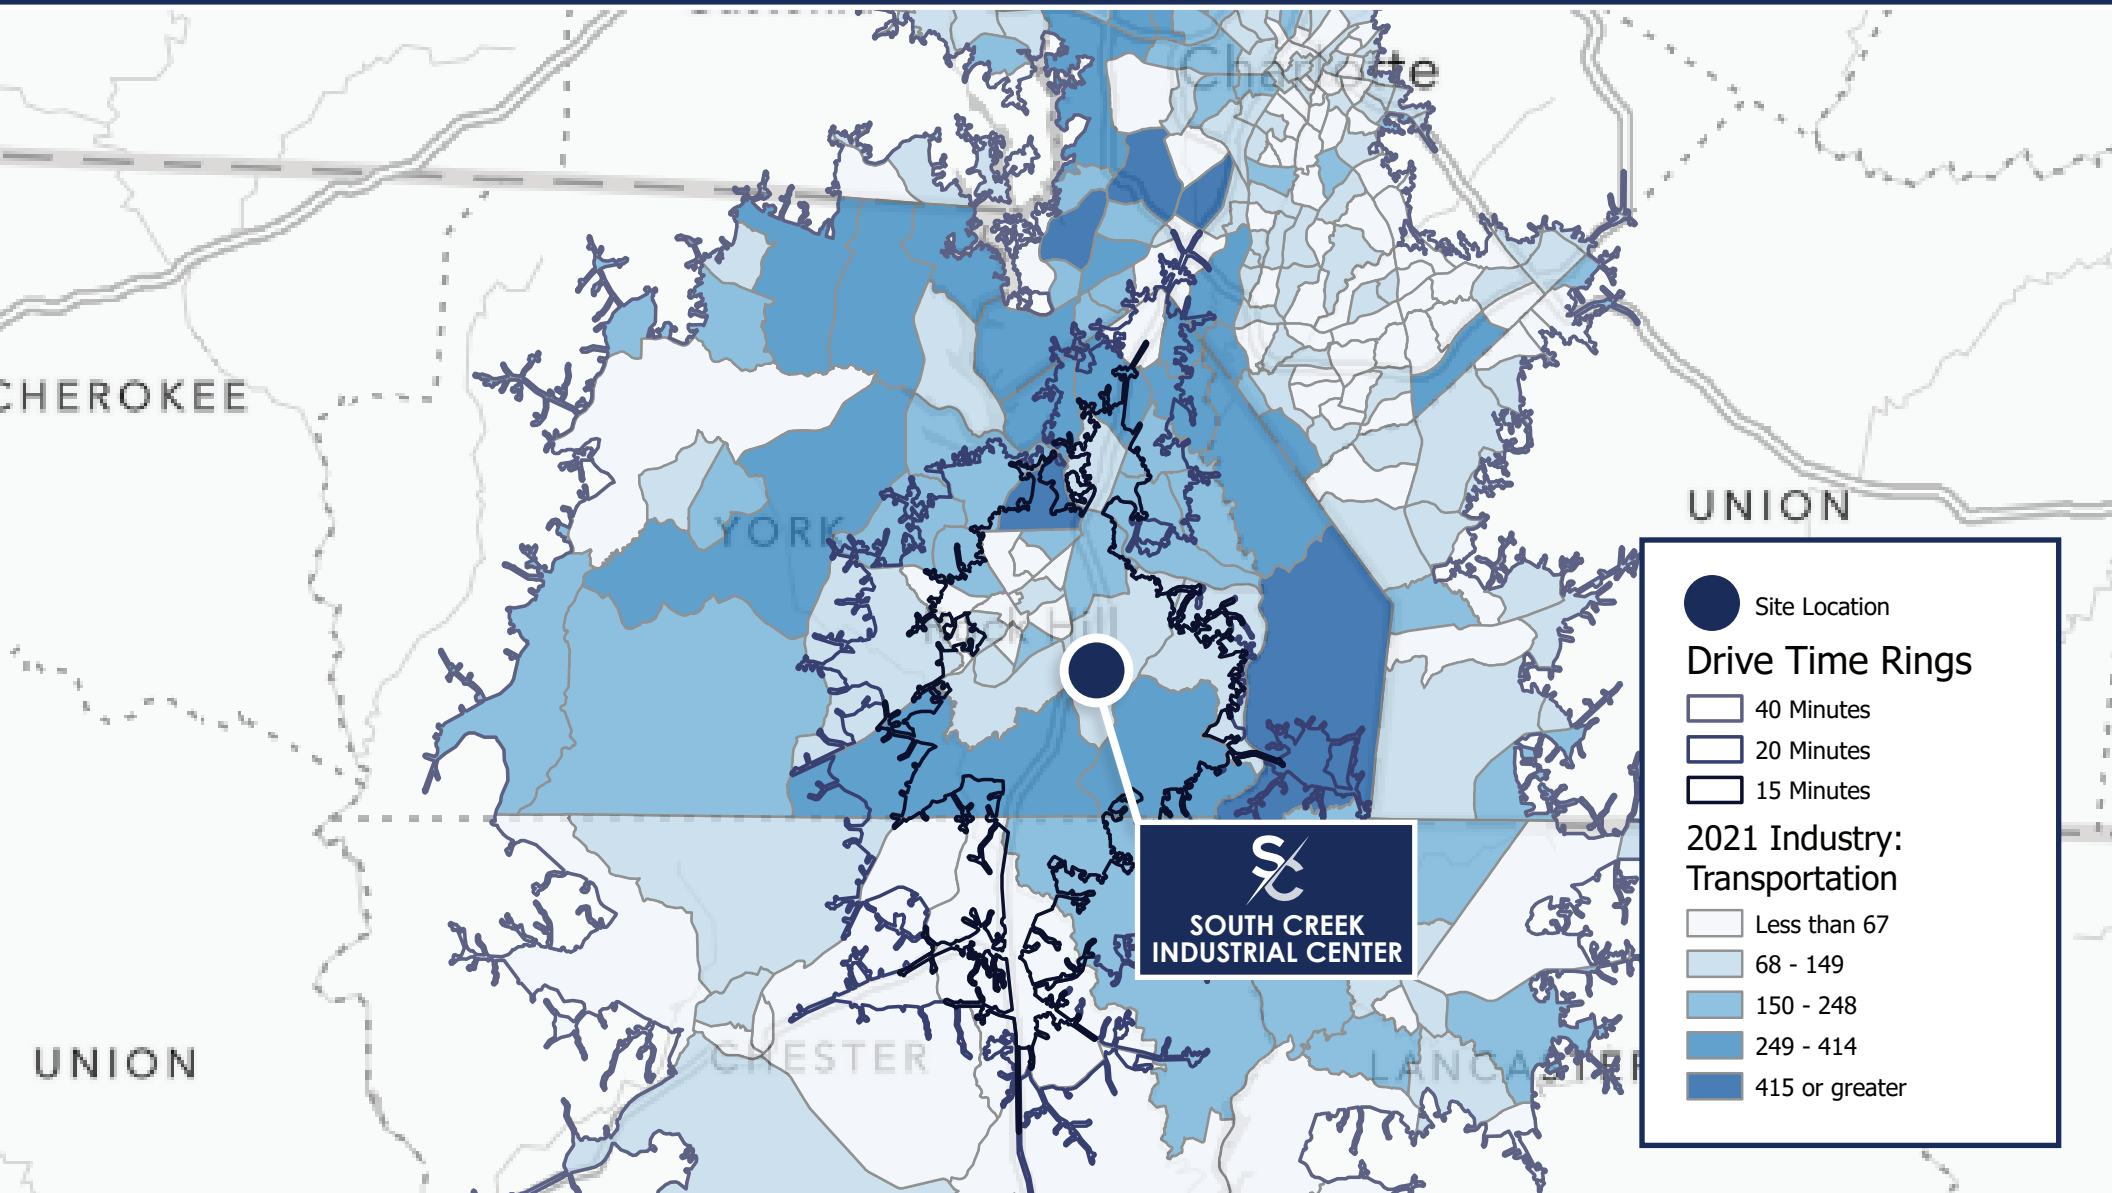 Charlotte
CHEROKEE
YORK
UNION
Rock Hill
SC
SOUTH CREEK
INDUSTRIAL CENTER
UNION
CHESTER
LANCASTER
Site Location
Drive Time Rings
40 Minutes
20 Minutes
15 Minutes
2021 Industry:
Transportation
Less than 67
68 - 149
150 - 248
249 - 414
415 or greater